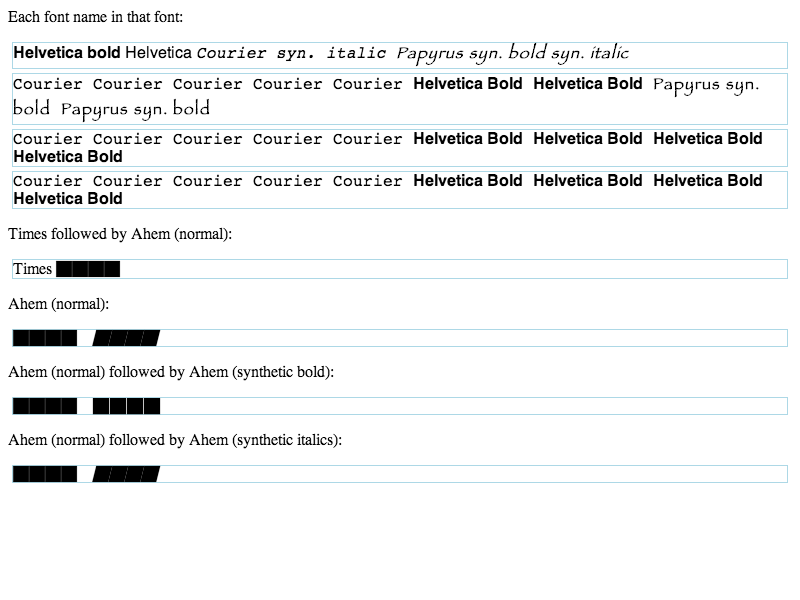 Each font name in that font:
Helvetica bold Helvetica Courier syn. italic Papyrus syn. bold syn. italic
Courier Courier Courier Courier Courier Helvetica Bold Helvetica Bold Papyrus syn.
bold Papyrus syn. bold
Courier Courier Courier Courier Courier Helvetica Bold Helvetica Bold Helvetica Bold
Helvetica Bold
Courier Courier Courier Courier Courier Helvetica Bold Helvetica Bold Helvetica Bold
Helvetica Bold
Times followed by Ahem (normal):
Times
Ahem (normal):
Ahem (normal) followed by Ahem (synthetic bold):
Ahem (normal) followed by Ahem (synthetic italics):